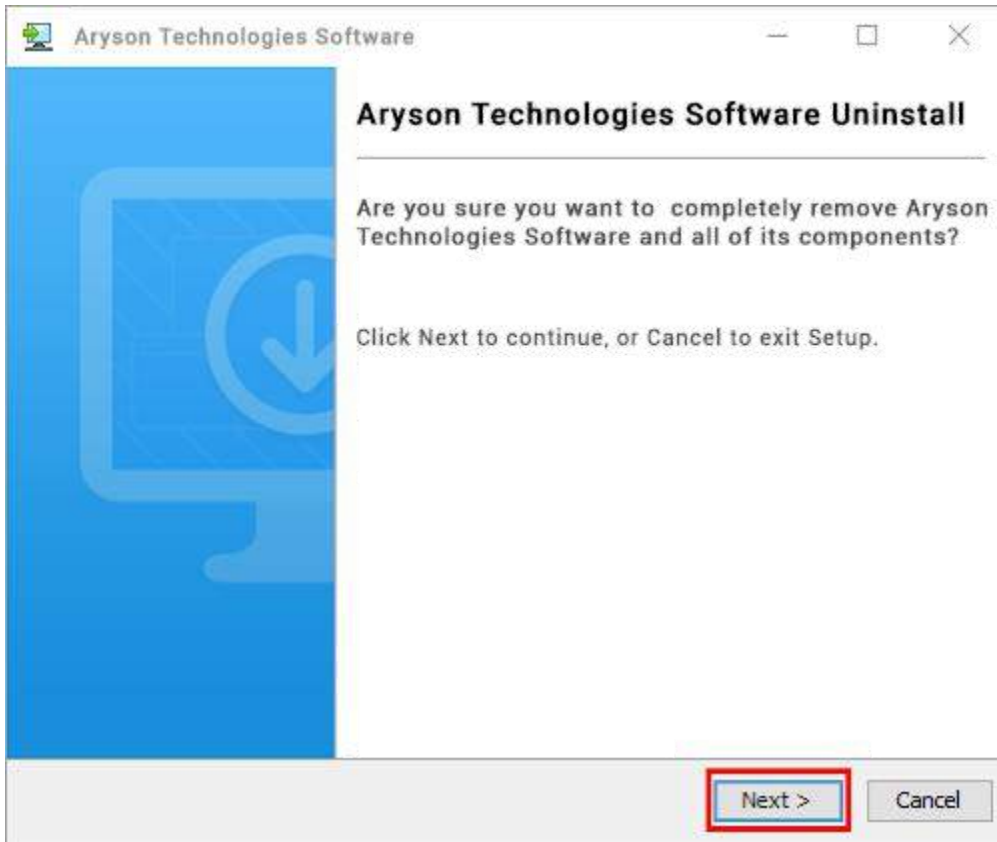 Aryson Technologies Software
Aryson Technologies Software Uninstall
Are you sure you want to  completely remove Aryson
Technologies Software and all of its components?
Click Next to continue, or Cancel to exit Setup.
Next >
Cancel